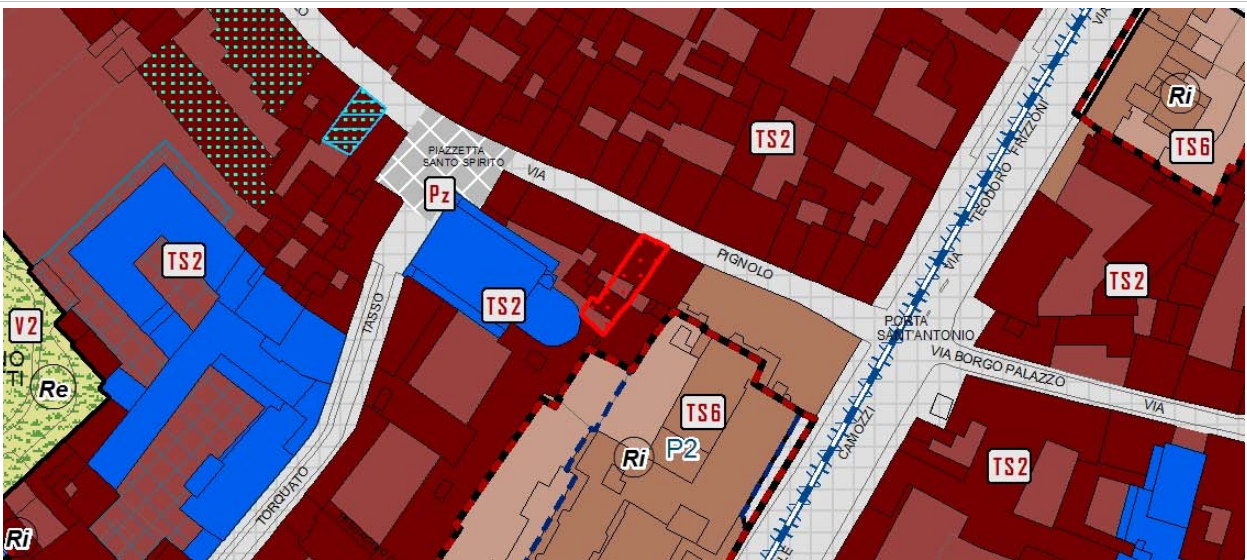 VIA
Ri
TS6
PIAZZETTA
SANTO SPIRITO
TS2
VIA
FRIZZONI
TEODORO
VIA
Pz
PIGNOLO
TS2
TS2
TS2
V2
Re
TASSO
PORTA
SANT'ANTONIO
VIA BORGO PALAZZO
VIA
TS6
P2
Ri
CAMOZZI
TS2
TORQUATO
Ri